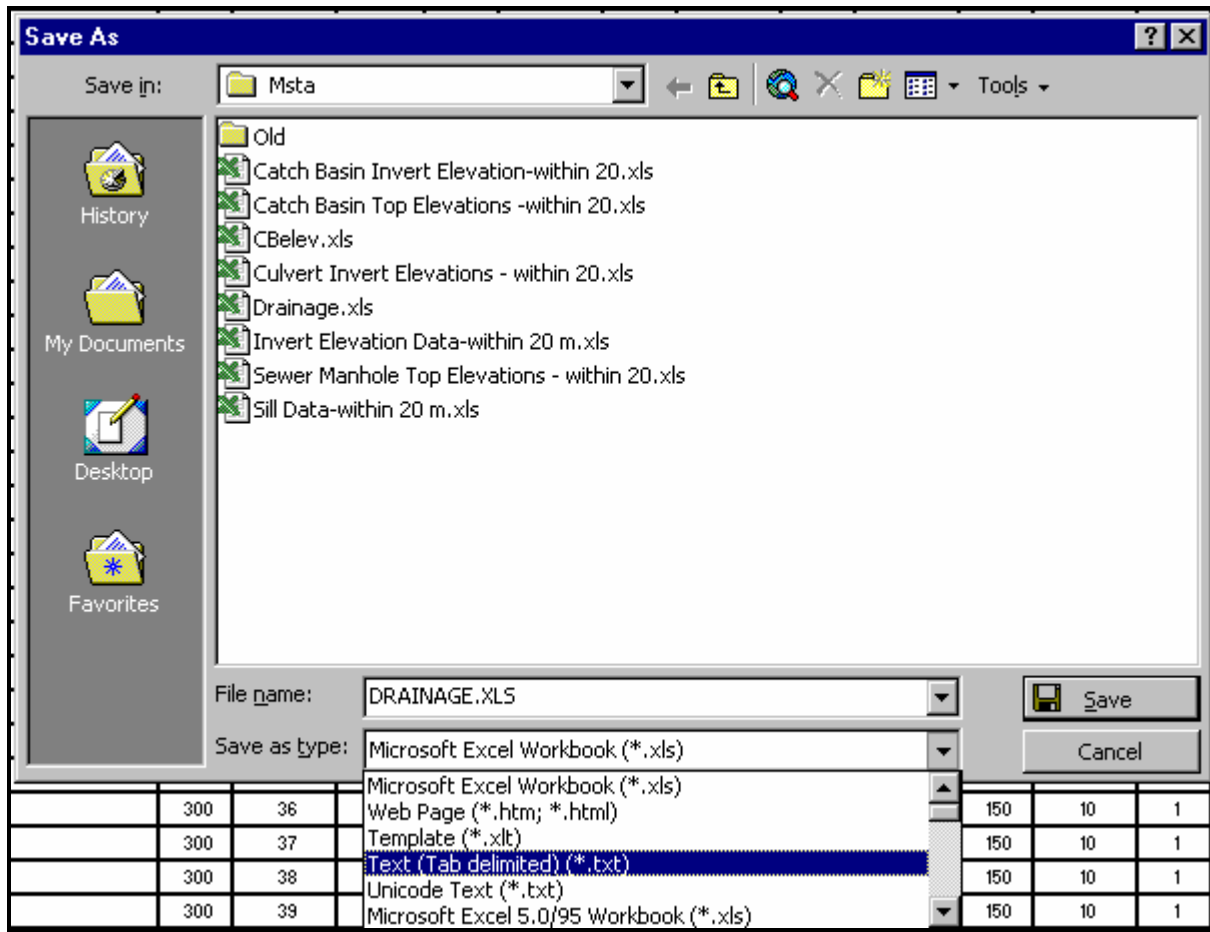 Save As
Save in: Msta Tools
History
My Documents
Desktop
Favorites
Old
Catch Basin Invert Elevation-within 20.xls
Catch Basin Top Elevations -within 20.xls
CBelev.xls
Culvert Invert Elevations - within 20.xls
Drainage.xls
Invert Elevation Data-within 20 m.xls
Sewer Manhole Top Elevations - within 20.xls
Sill Data-within 20 m.xls
File name: DRAINAGE.XLS Save
Save as type: Microsoft Excel Workbook (*.xls) Cancel
Microsoft Excel Workbook (*.xls)
Web Page (*.htm; *.html)
Template (*.xlt)
Text (Tab delimited) (*.txt)
Unicode Text (*.txt)
Microsoft Excel 5.0/95 Workbook (*.xls)
300 36 150 10 1
300 37 150 10 1
300 38 150 10 1
300 39 150 10 1